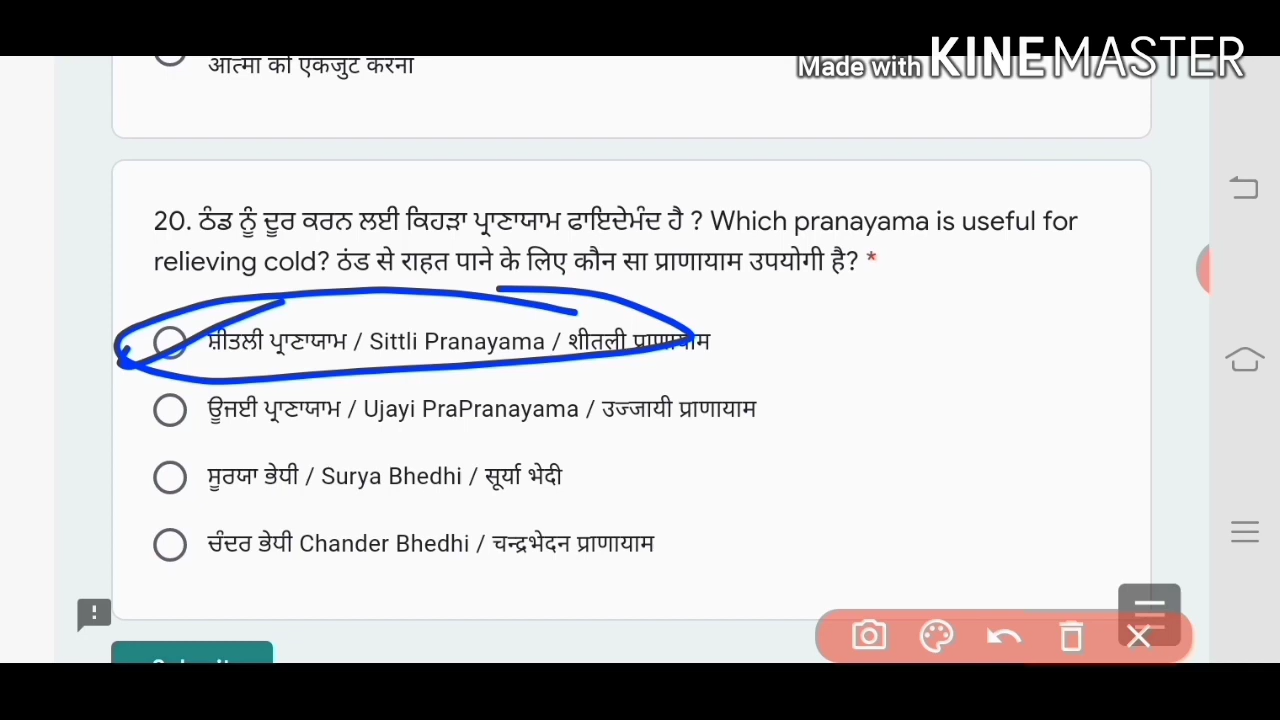 आत्मा को एकजुट करना
Made with KINEMASTER
20. ਠੰਡ ਨੂੰ ਦੂਰ ਕਰਨ ਲਈ ਕਿਹੜਾ ਪ੍ਰਾਣਾਯਾਮ ਫਾਇਦੇਮੰਦ ਹੈ ? Which pranayama is useful for
relieving cold? ठंड से राहत पाने के लिए कौन सा प्राणायाम उपयोगी है? *
ਸ਼ੀਤਲੀ ਪ੍ਰਾਣਾਯਾਮ / Sittli Pranayama / शीतली प्राणायाम
ਊਜਈ ਪ੍ਰਾਣਾਯਾਮ / Ujayi PraPranayama / उज्जायी प्राणायाम
ਸੂਰਯਾ ਭੇਧੀ / Surya Bhedhi / सूर्या भेदी
ਚੰਦਰ ਭੇਧੀ Chander Bhedhi / चन्द्रभेदन प्राणायाम